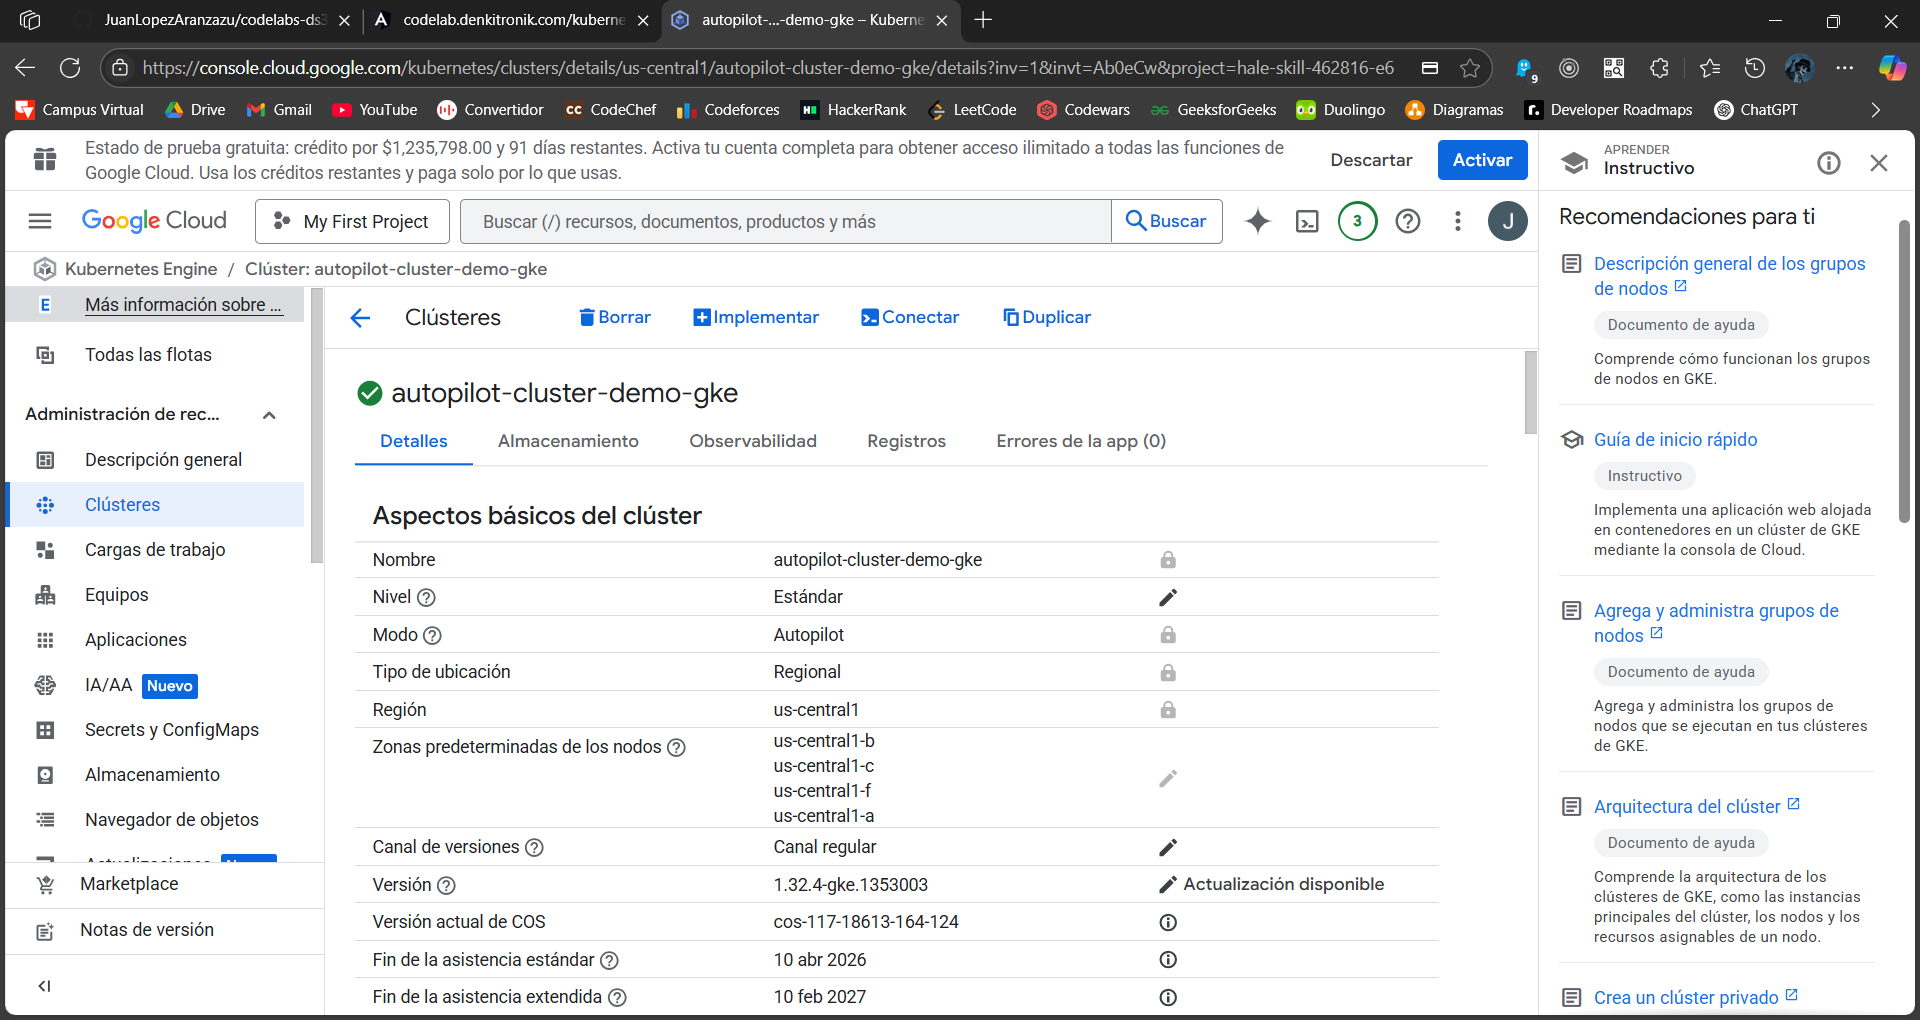 JuanLopezAranzazu/codelabs-ds3
codelab.denkitronik.com/kuberne
autopilot-...-demo-gke – Kuberne
https://console.cloud.google.com/kubernetes/clusters/details/us-central1/autopilot-cluster-demo-gke/details?inv=1&invt=Ab0eCw&project=hale-skill-462816-e6
9
Campus Virtual
Drive
Gmail
YouTube
Convertidor
CodeChef
Codeforces
HackerRank
LeetCode
Codewars
GeeksforGeeks
Duolingo
Diagramas
Developer Roadmaps
ChatGPT
Estado de prueba gratuita: crédito por $1,235,798.00 y 91 días restantes. Activa tu cuenta completa para obtener acceso ilimitado a todas las funciones de
Google Cloud. Usa los créditos restantes y paga solo por lo que usas.
Descartar
Activar
Google Cloud
My First Project
Buscar (/) recursos, documentos, productos y más
Buscar
3
J
Kubernetes Engine / Clúster: autopilot-cluster-demo-gke
E
Más información sobre ...
Todas las flotas
Administración de rec...
Descripción general
Clústeres
Cargas de trabajo
Equipos
Aplicaciones
IA/AA Nuevo
Secrets y ConfigMaps
Almacenamiento
Navegador de objetos
Marketplace
Notas de versión
Clústeres
Borrar
Implementar
Conectar
Duplicar
autopilot-cluster-demo-gke
Detalles
Almacenamiento
Observabilidad
Registros
Errores de la app (0)
Aspectos básicos del clúster
Nombre autopilot-cluster-demo-gke
Nivel Estándar
Modo Autopilot
Tipo de ubicación Regional
Región us-central1
Zonas predeterminadas de los nodos us-central1-b
us-central1-c
us-central1-f
us-central1-a
Canal de versiones Canal regular
Versión 1.32.4-gke.1353003 Actualización disponible
Versión actual de COS cos-117-18613-164-124
Fin de la asistencia estándar 10 abr 2026
Fin de la asistencia extendida 10 feb 2027
APRENDER
Instructivo
Recomendaciones para ti
Descripción general de los grupos
de nodos
Documento de ayuda
Comprende cómo funcionan los grupos
de nodos en GKE.
Guía de inicio rápido
Instructivo
Implementa una aplicación web alojada
en contenedores en un clúster de GKE
mediante la consola de Cloud.
Agrega y administra grupos de
nodos
Documento de ayuda
Agrega y administra los grupos de
nodos que se ejecutan en tus clústeres
de GKE.
Arquitectura del clúster
Documento de ayuda
Comprende la arquitectura de los
clústeres de GKE, como las instancias
principales del clúster, los nodos y los
recursos asignables de un nodo.
Crea un clúster privado